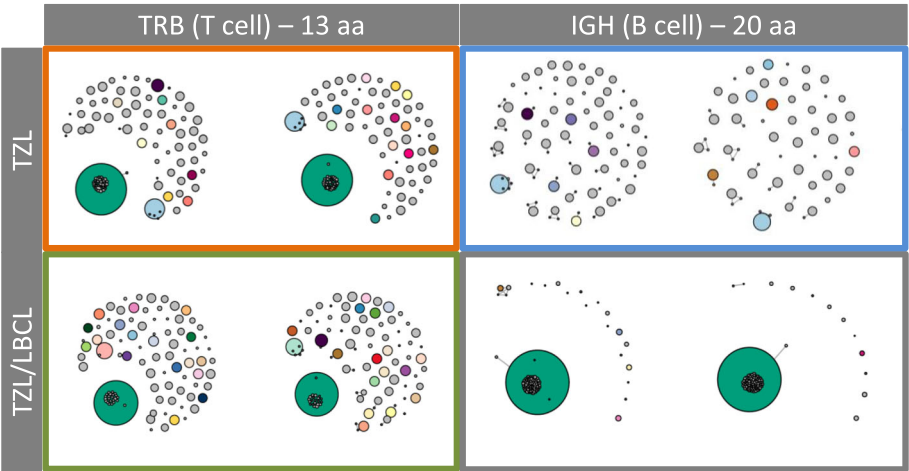 TRB (T cell) – 13 aa
IGH (B cell) – 20 aa
TZL
TZL/LBCL